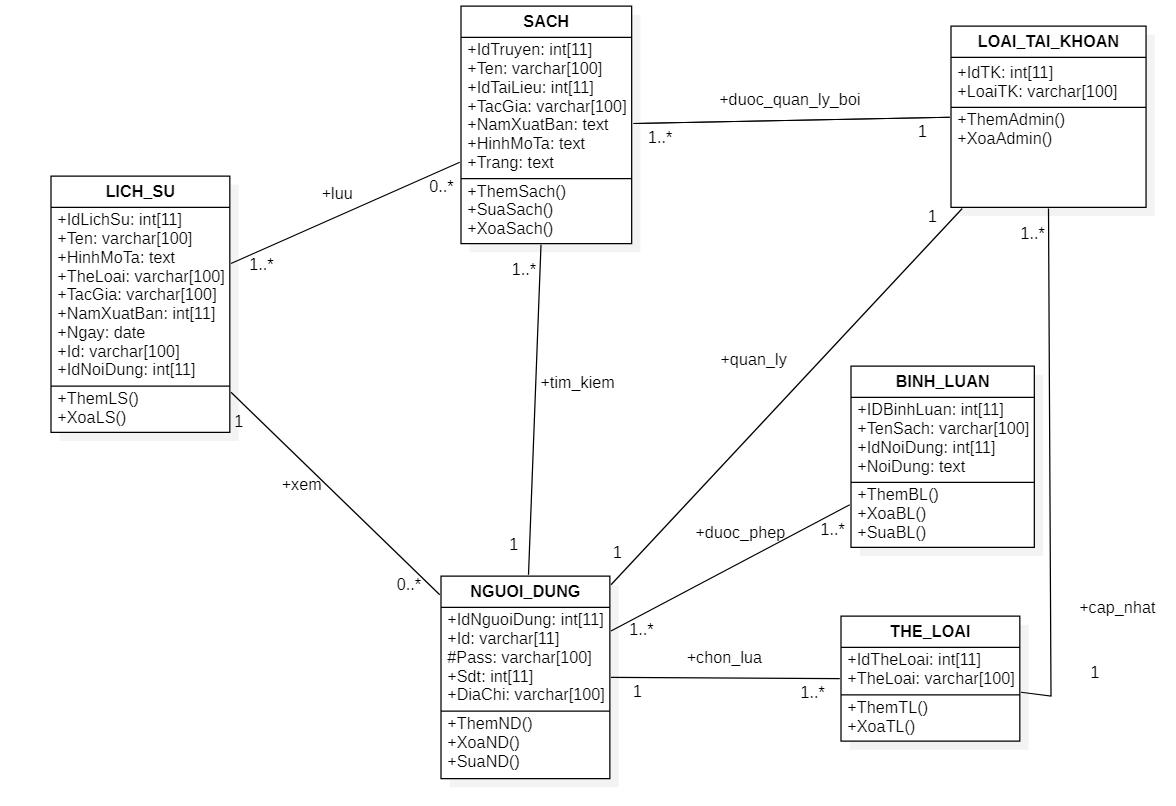 SACH
+IdTruyen: int[11]
+Ten: varchar[100]
+IdTaiLieu: int[11]
+TacGia: varchar[100]
+NamXuatBan: text
+HinhMoTa: text
+Trang: text
+ThemSach()
+SuaSach()
+XoaSach()
LOAI_TAI_KHOAN
+IdTK: int[11]
+LoaiTK: varchar[100]
+ThemAdmin()
+XoaAdmin()
+duoc_quan_ly_boi
1..*
1
LICH_SU
+IdLichSu: int[11]
+Ten: varchar[100]
+HinhMoTa: text
+TheLoai: varchar[100]
+TacGia: varchar[100]
+NamXuatBan: int[11]
+Ngay: date
+Id: varchar[100]
+IdNoiDung: int[11]
+ThemLS()
+XoaLS()
+luu
0..*
1..*
1..*
+tim_kiem
1
1
+quan_ly
1
1..*
+cap_nhat
1
BINH_LUAN
+IDBinhLuan: int[11]
+TenSach: varchar[100]
+IdNoiDung: int[11]
+NoiDung: text
+ThemBL()
+XoaBL()
+SuaBL()
1
+xem
0..*
+duoc_phep
1..*
1..*
NGUOI_DUNG
+IdNguoiDung: int[11]
+Id: varchar[11]
#Pass: varchar[100]
+Sdt: int[11]
+DiaChi: varchar[100]
+ThemND()
+XoaND()
+SuaND()
+chon_lua
1
1..*
THE_LOAI
+IdTheLoai: int[11]
+TheLoai: varchar[100]
+ThemTL()
+XoaTL()